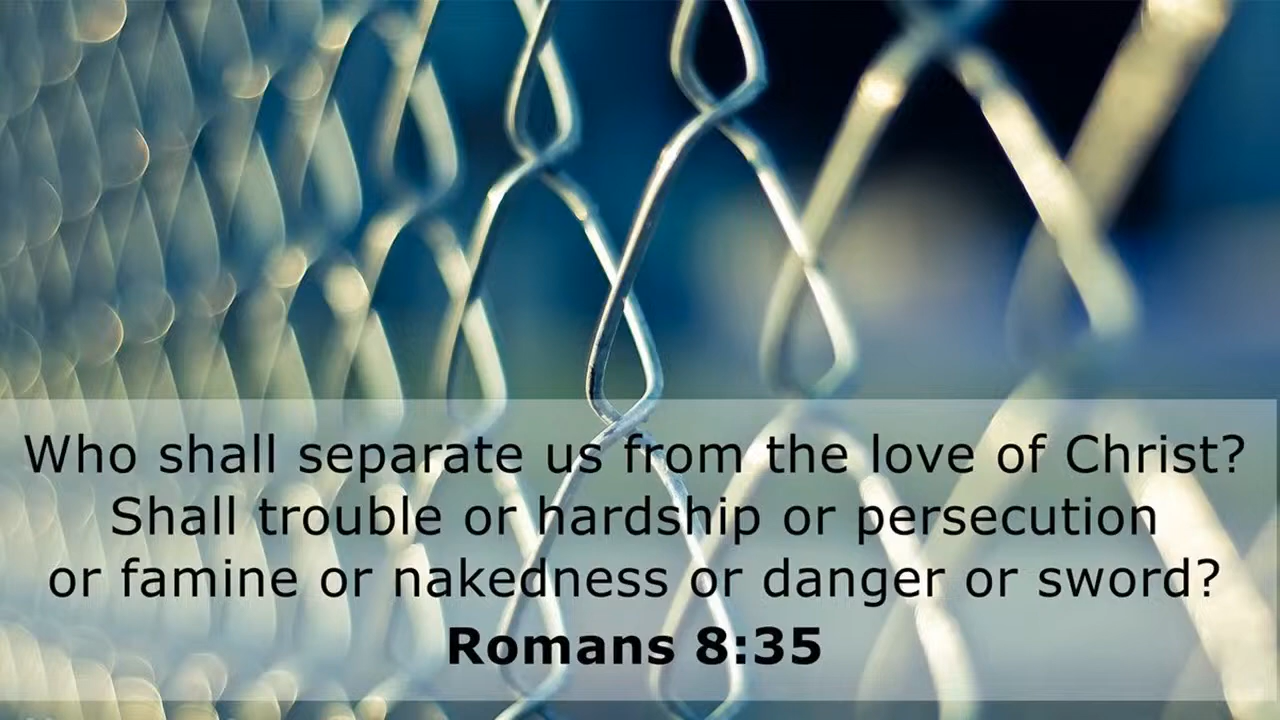 Who shall separate us from the love of Christ?
Shall trouble or hardship or persecution
or famine or nakedness or danger or sword?
Romans 8:35